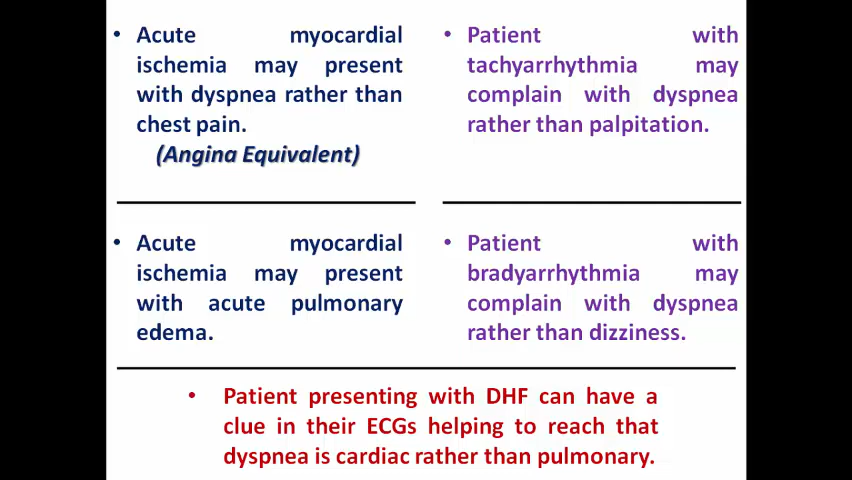 • Acute myocardial
ischemia may present
with dyspnea rather than
chest pain.
(Angina Equivalent)
• Patient with
tachyarrhythmia may
complain with dyspnea
rather than palpitation.
• Acute myocardial
ischemia may present
with acute pulmonary
edema.
• Patient with
bradyarrhythmia may
complain with dyspnea
rather than dizziness.
• Patient presenting with DHF can have a
clue in their ECGs helping to reach that
dyspnea is cardiac rather than pulmonary.